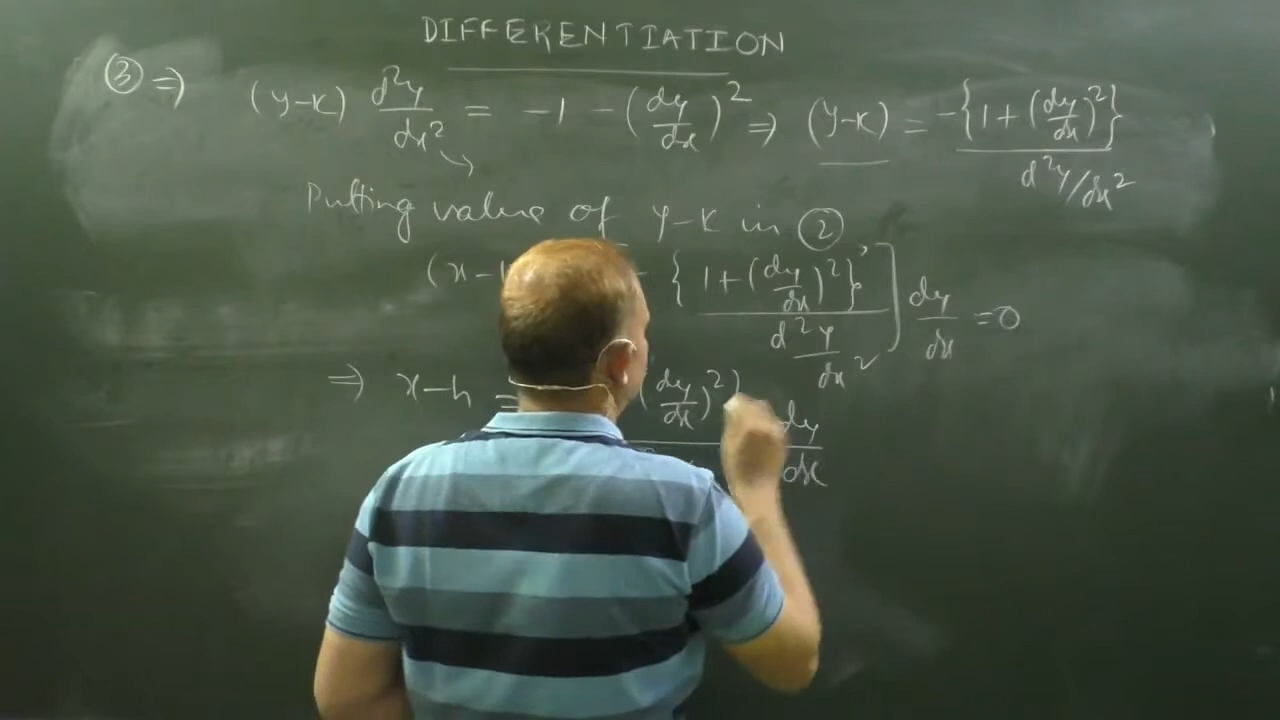 DIFFERENTIATION
③ ⇒ (y-k) d²y/dx² = -1 - (dy/dx)² ⇒ (y-k) = -{1+(dy/dx)²} / d²y/dx²
Putting value of y-k in ②
(x- {1+(dy/dx)²} / d²y/dx² ] dy/dx = 0
⇒ x-h = (dy/dx)²} dy/dx